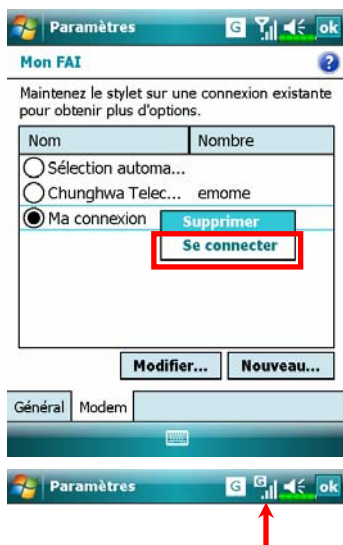 Paramètres G ok
Mon FAI ?
Maintenez le stylet sur une connexion existante
pour obtenir plus d'options.
Nom Nombre
Sélection automa...
Chunghwa Telec... emome
Ma connexion Supprimer
Se connecter
Modifier... Nouveau...
Général Modem
Paramètres G G ok